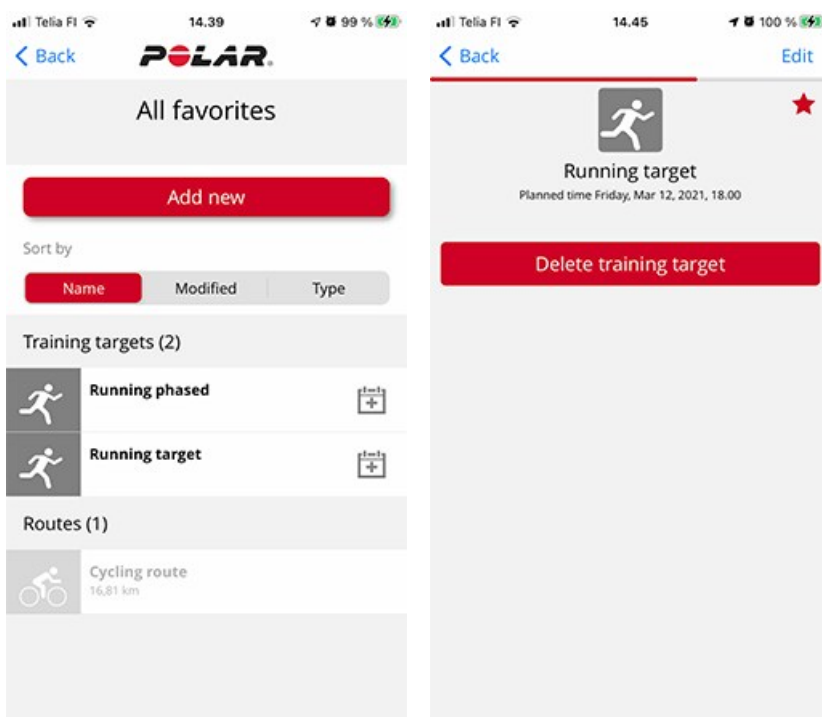 Telia FI 14.39 99 %
Back POLAR.
All favorites
Add new
Sort by
Name Modified Type
Training targets (2)
Running phased
Running target
Routes (1)
Cycling route
16,81 km
Telia FI 14.45 100 %
Back Edit
Running target
Planned time Friday, Mar 12, 2021, 18.00
Delete training target